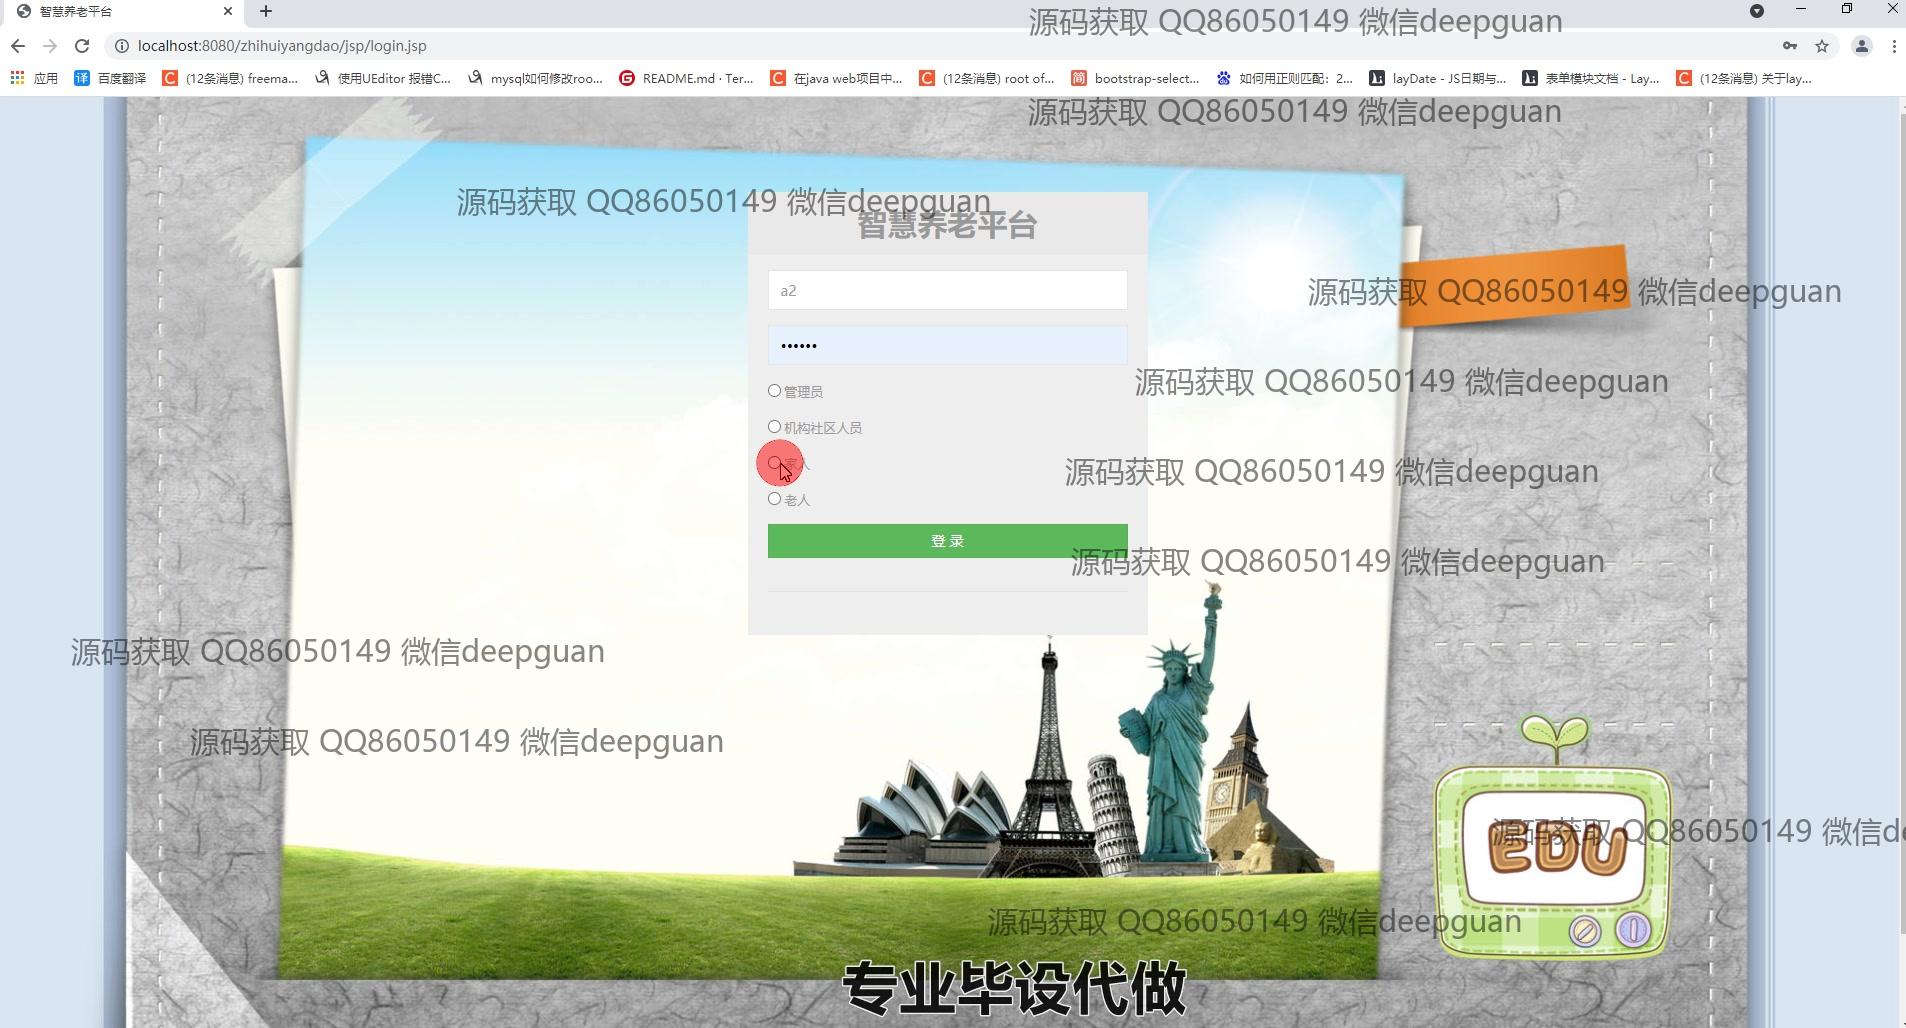 智慧养老平台
源码获取 QQ86050149 微信deepguan
localhost:8080/zhihuiyangdao/jsp/login.jsp
应用 百度翻译 (12条消息) freema... 使用UEditor 报错C... mysql如何修改roo... README.md · Ter... 在java web项目中... (12条消息) root of... bootstrap-select... 如何用正则匹配：2... layDate - JS日期与... 表单模块文档 - Lay... (12条消息) 关于lay...
源码获取 QQ86050149 微信deepguan
源码获取 QQ86050149 微信deepguan
智慧养老平台
a2
源码获取 QQ86050149 微信deepguan
••••••
管理员
源码获取 QQ86050149 微信deepguan
机构社区人员
家人
源码获取 QQ86050149 微信deepguan
老人
登 录
源码获取 QQ86050149 微信deepguan
源码获取 QQ86050149 微信deepguan
源码获取 QQ86050149 微信deepguan
源码获取 QQ86050149 微信de
EDU
源码获取 QQ86050149 微信deepguan
专业毕设代做